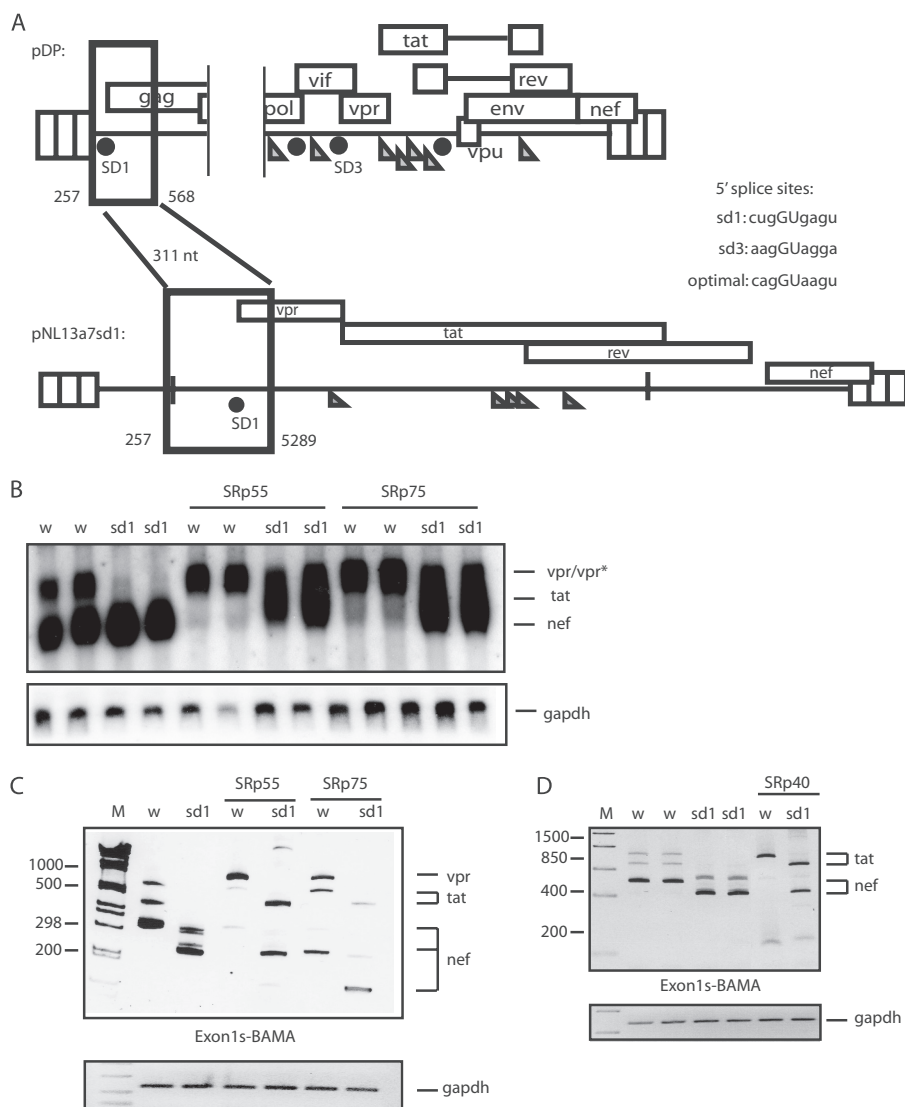 A
pDP:
tat
vif
rev
gag
pol
vpr
env
nef
vpu
SD1
SD3
257
568
5' splice sites:
sd1: cugGUgagu
sd3: aagGUagga
optimal: cagGUaagu
311 nt
pNL13a7sd1:
vpr
tat
rev
nef
SD1
257
5289
B
SRp55 SRp75
w w sd1 sd1 w w sd1 sd1 w w sd1 sd1
vpr/vpr*
tat
nef
gapdh
C
SRp55 SRp75
M w sd1 w sd1 w sd1
1000
500
298
200
vpr
tat
nef
Exon1s-BAMA
gapdh
D
SRp40
M w w sd1 sd1 w sd1
1500
850
400
200
tat
nef
Exon1s-BAMA
gapdh